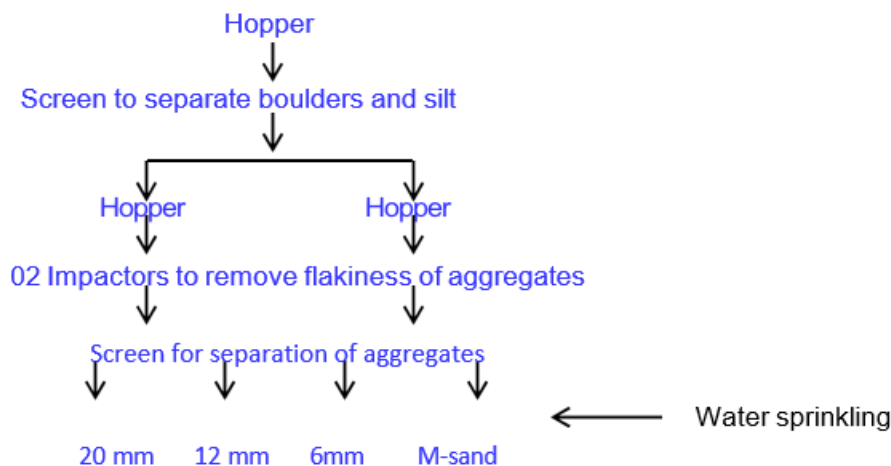 Hopper
Screen to separate boulders and silt
Hopper Hopper
02 Impactors to remove flakiness of aggregates
Screen for separation of aggregates
Water sprinkling
20 mm 12 mm 6mm M-sand